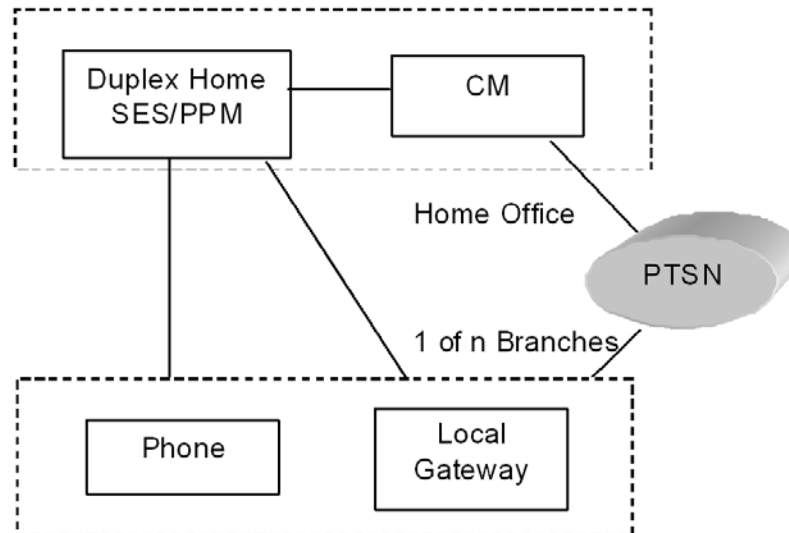 Duplex Home
SES/PPM
CM
Home Office
PTSN
1 of n Branches
Phone
Local
Gateway